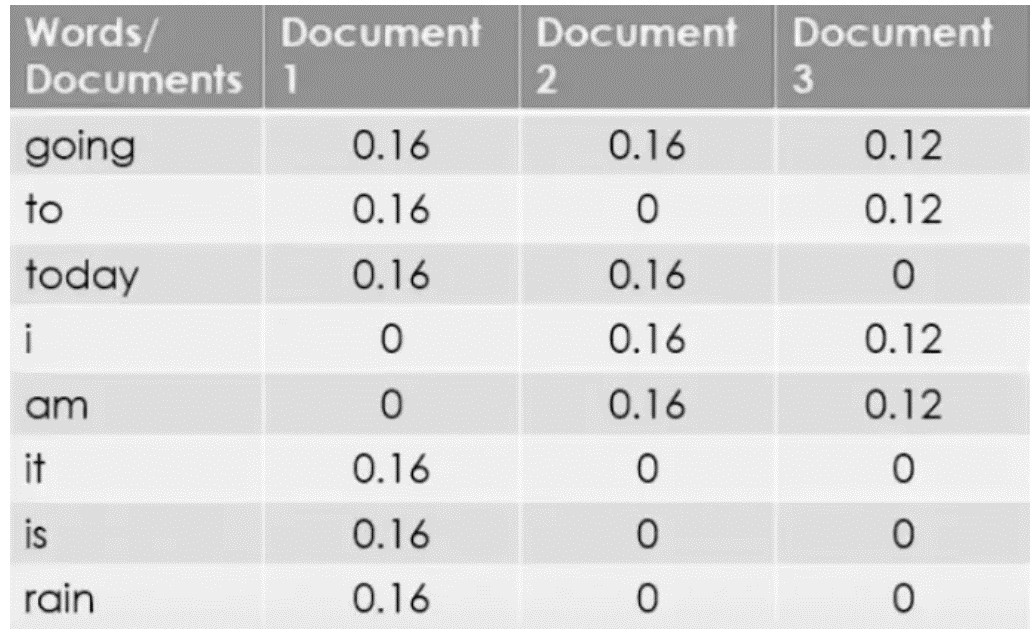 Words/ Documents Document 1 Document 2 Document 3
going 0.16 0.16 0.12
to 0.16 0 0.12
today 0.16 0.16 0
i 0 0.16 0.12
am 0 0.16 0.12
it 0.16 0 0
is 0.16 0 0
rain 0.16 0 0